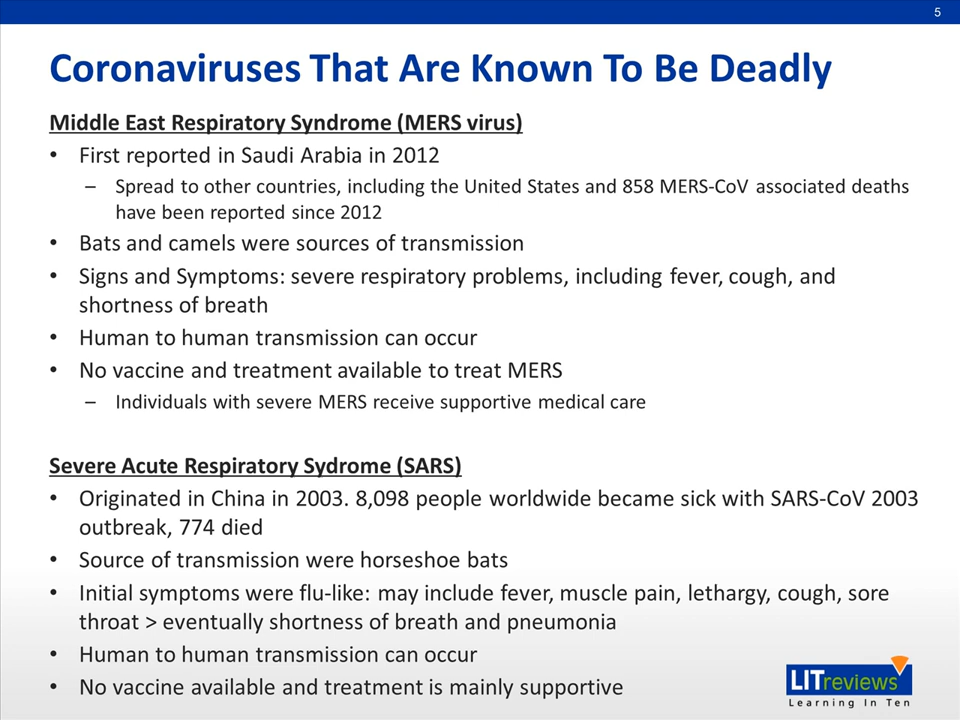 5
Coronaviruses That Are Known To Be Deadly
Middle East Respiratory Syndrome (MERS virus)
• First reported in Saudi Arabia in 2012
– Spread to other countries, including the United States and 858 MERS-CoV associated deaths
have been reported since 2012
• Bats and camels were sources of transmission
• Signs and Symptoms: severe respiratory problems, including fever, cough, and
shortness of breath
• Human to human transmission can occur
• No vaccine and treatment available to treat MERS
– Individuals with severe MERS receive supportive medical care
Severe Acute Respiratory Sydrome (SARS)
• Originated in China in 2003. 8,098 people worldwide became sick with SARS-CoV 2003
outbreak, 774 died
• Source of transmission were horseshoe bats
• Initial symptoms were flu-like: may include fever, muscle pain, lethargy, cough, sore
throat > eventually shortness of breath and pneumonia
• Human to human transmission can occur
• No vaccine available and treatment is mainly supportive
LITreviews
Learning In Ten